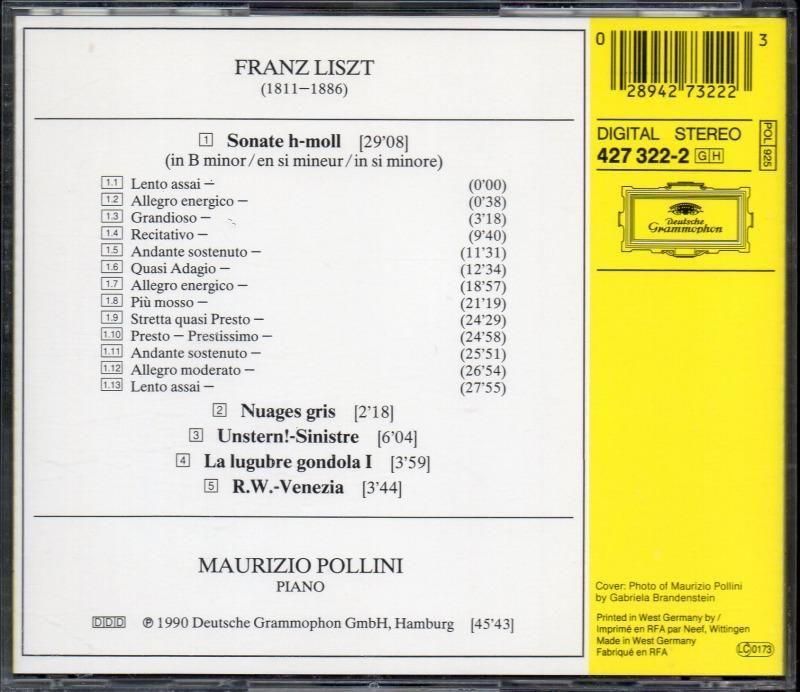 FRANZ LISZT
(1811–1886)
1 Sonate h-moll [29'08]
(in B minor/en si mineur/in si minore)
1.1 Lento assai – (0'00)
1.2 Allegro energico – (0'38)
1.3 Grandioso – (3'18)
1.4 Recitativo – (9'40)
1.5 Andante sostenuto – (11'31)
1.6 Quasi Adagio – (12'34)
1.7 Allegro energico – (18'57)
1.8 Più mosso – (21'19)
1.9 Stretta quasi Presto – (24'29)
1.10 Presto – Prestissimo – (24'58)
1.11 Andante sostenuto – (25'51)
1.12 Allegro moderato – (26'54)
1.13 Lento assai – (27'55)
2 Nuages gris [2'18]
3 Unstern!-Sinistre [6'04]
4 La lugubre gondola I [3'59]
5 R.W.-Venezia [3'44]
MAURIZIO POLLINI
PIANO
DDD ℗ 1990 Deutsche Grammophon GmbH, Hamburg [45'43]
0 28942 73222 3
DIGITAL STEREO
427 322-2 GH
POL 925
Deutsche
Grammophon
Cover: Photo of Maurizio Pollini
by Gabriela Brandenstein
Printed in West Germany by/
Imprimé en RFA par Neef, Wittingen
Made in West Germany
Fabriqué en RFA
LC 0173